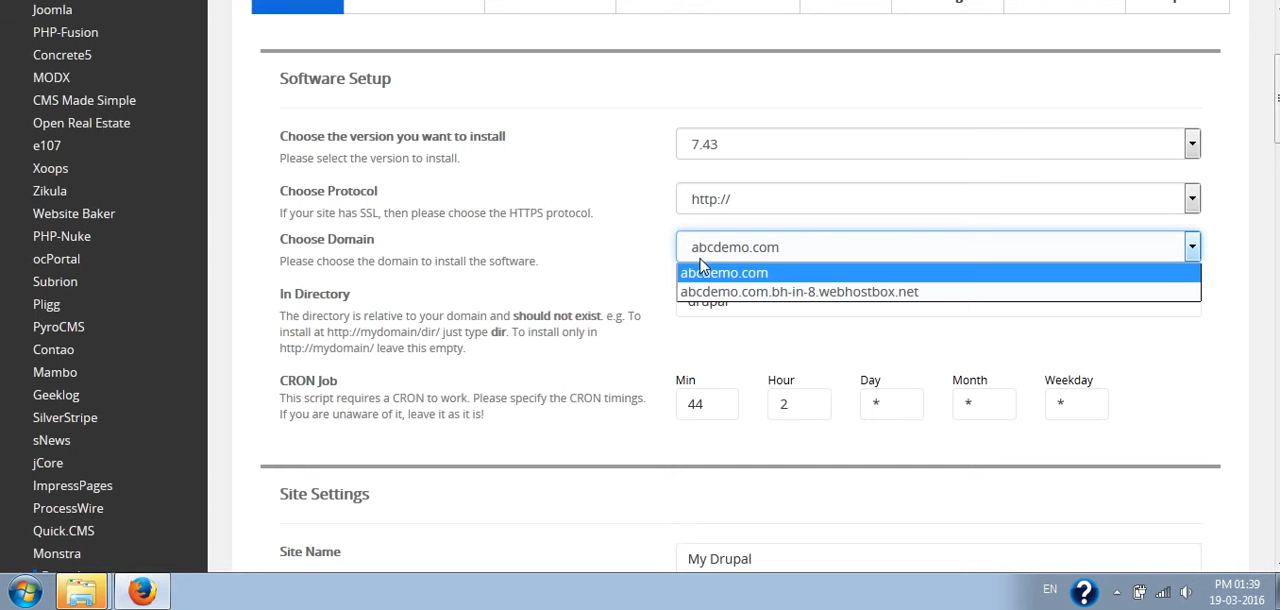 Joomla
PHP-Fusion
Concrete5
MODX
CMS Made Simple
Open Real Estate
e107
Xoops
Zikula
Website Baker
PHP-Nuke
ocPortal
Subrion
Pligg
PyroCMS
Contao
Mambo
Geeklog
SilverStripe
sNews
jCore
ImpressPages
ProcessWire
Quick.CMS
Monstra
Software Setup
Choose the version you want to install
Please select the version to install.
7.43
Choose Protocol
If your site has SSL, then please choose the HTTPS protocol.
http://
Choose Domain
Please choose the domain to install the software.
abcdemo.com
abcdemo.com
abcdemo.com.bh-in-8.webhostbox.net
In Directory
The directory is relative to your domain and should not exist. e.g. To
install at http://mydomain/dir/ just type dir. To install only in
http://mydomain/ leave this empty.
drupal
CRON Job
This script requires a CRON to work. Please specify the CRON timings.
If you are unaware of it, leave it as it is!
Min Hour Day Month Weekday
44 2 * * *
Site Settings
Site Name
My Drupal
EN
PM 01:39
19-03-2016